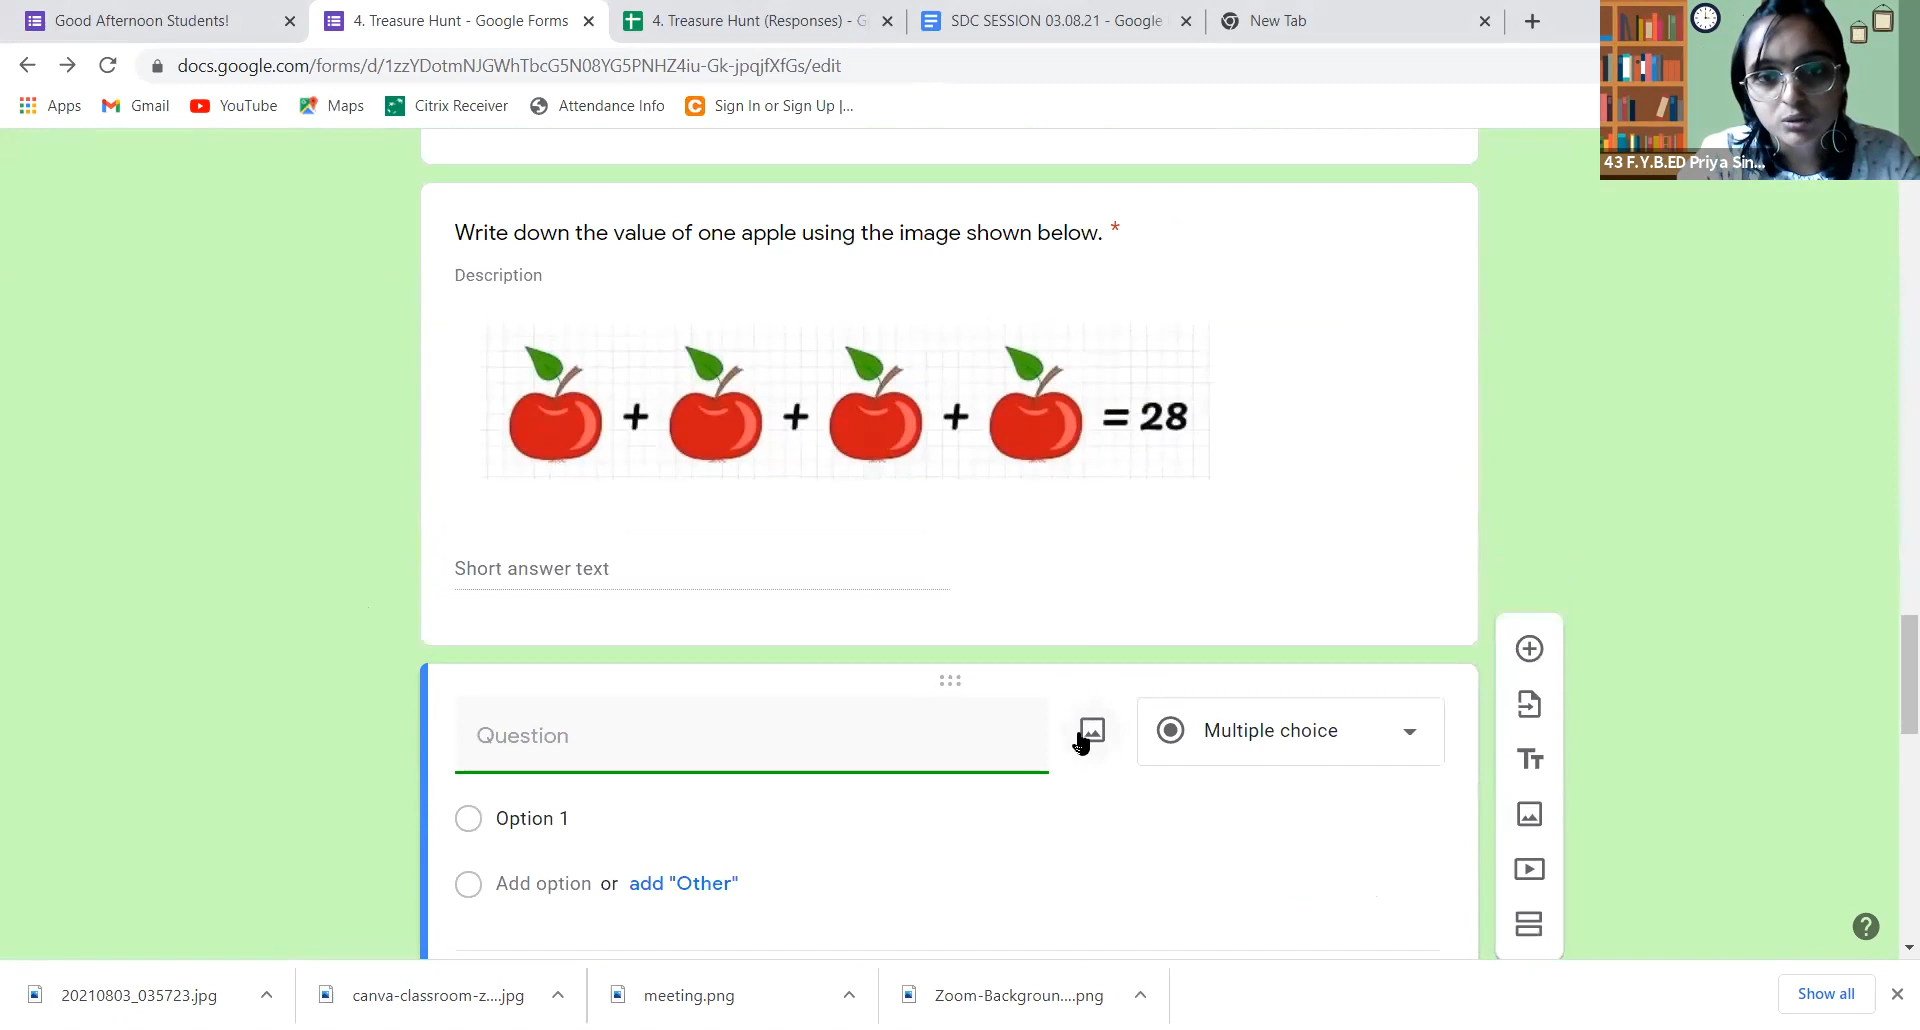 Good Afternoon Students!
4. Treasure Hunt - Google Forms
4. Treasure Hunt (Responses) - G
SDC SESSION 03.08.21 - Google
New Tab
docs.google.com/forms/d/1zzYDotmNJGWhTbcG5N08YG5PNHZ4iu-Gk-jpqjfXfGs/edit
Apps
Gmail
YouTube
Maps
Citrix Receiver
Attendance Info
Sign In or Sign Up |...
43 F.Y.B.ED Priya Sin...
Write down the value of one apple using the image shown below. *
Description
+ + + = 28
Short answer text
Question
Multiple choice
Option 1
Add option or add "Other"
20210803_035723.jpg
canva-classroom-z....jpg
meeting.png
Zoom-Backgroun....png
Show all